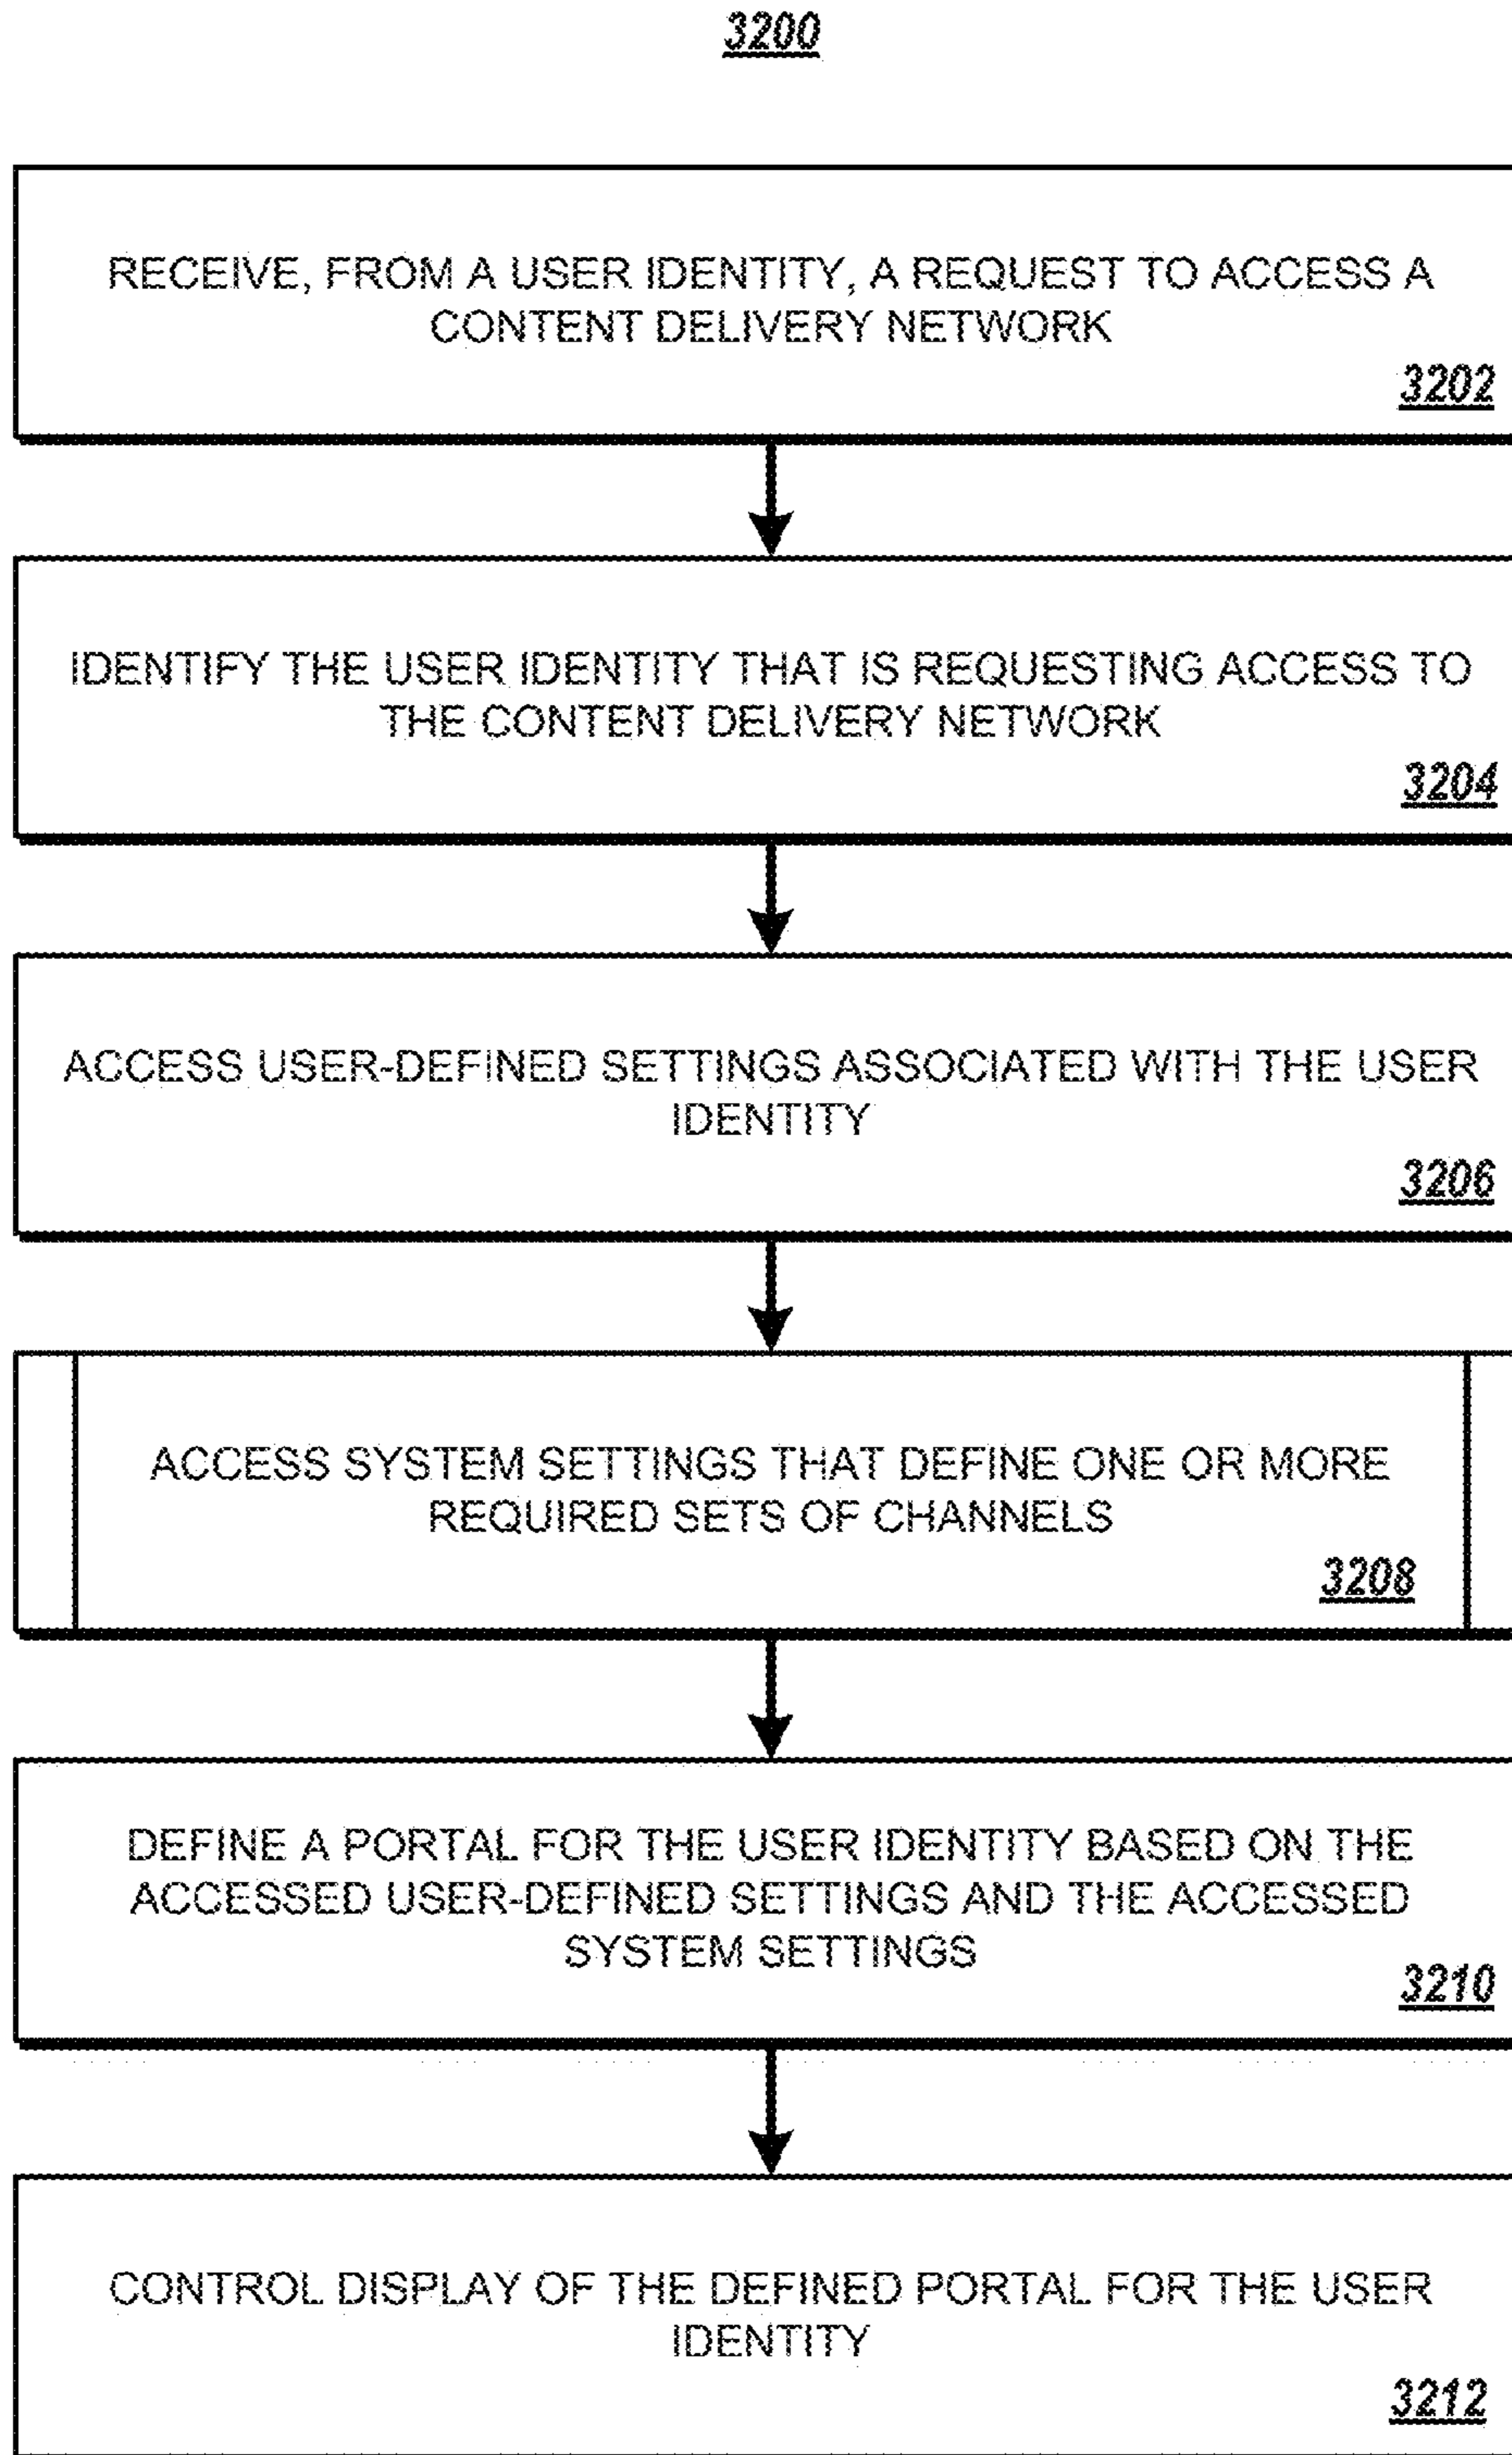 3200
RECEIVE, FROM A USER IDENTITY, A REQUEST TO ACCESS A
CONTENT DELIVERY NETWORK
3202
IDENTIFY THE USER IDENTITY THAT IS REQUESTING ACCESS TO
THE CONTENT DELIVERY NETWORK
3204
ACCESS USER-DEFINED SETTINGS ASSOCIATED WITH THE USER
IDENTITY
3206
ACCESS SYSTEM SETTINGS THAT DEFINE ONE OR MORE
REQUIRED SETS OF CHANNELS
3208
DEFINE A PORTAL FOR THE USER IDENTITY BASED ON THE
ACCESSED USER-DEFINED SETTINGS AND THE ACCESSED
SYSTEM SETTINGS
3210
CONTROL DISPLAY OF THE DEFINED PORTAL FOR THE USER
IDENTITY
3212